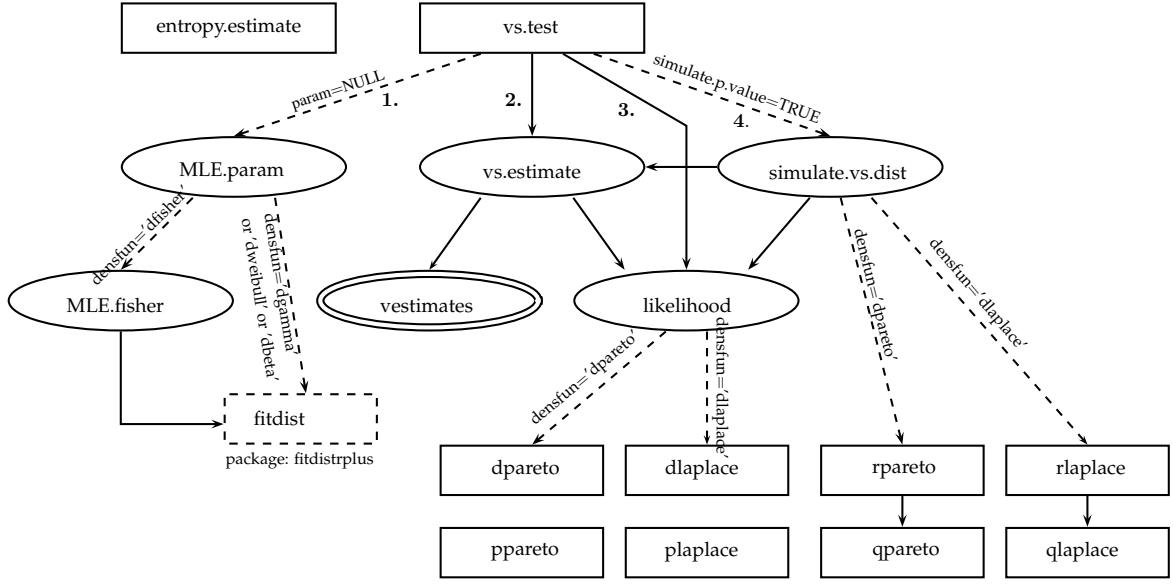 entropy.estimate
vs.test
param=NULL
1.
2.
3.
simulate.p.value=TRUE
4.
MLE.param
vs.estimate
simulate.vs.dist
densfun='dfisher'
densfun='dgamma'
or 'dweibull' or 'dbeta'
densfun='dpareto'
densfun='dlaplace'
MLE.fisher
vestimates
likelihood
densfun='dpareto'
densfun='dlaplace'
fitdist
package: fitdistrplus
dpareto
dlaplace
rpareto
rlaplace
ppareto
plaplace
qpareto
qlaplace